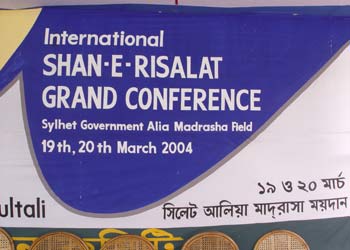 International
SHAN-E-RISALAT
GRAND CONFERENCE
Sylhet Government Alia Madrasha Field
19th, 20th March 2004
ultali
১৯ ও ২০ মার্চ
সিলেট আলিয়া মাদ্রাসা ময়দান